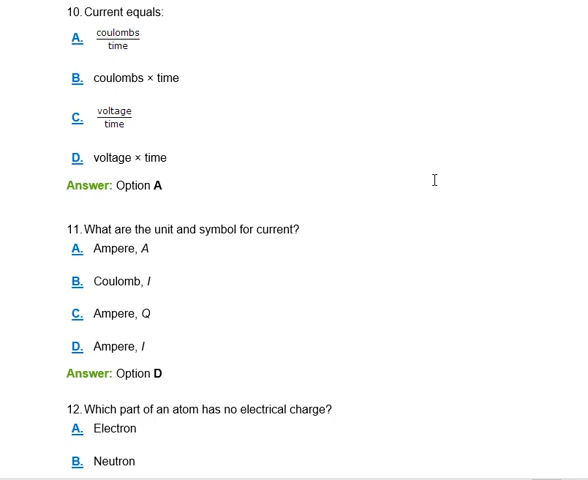 10. Current equals:
A. coulombs
time
B. coulombs × time
C. voltage
time
D. voltage × time
Answer: Option A
11. What are the unit and symbol for current?
A. Ampere, A
B. Coulomb, I
C. Ampere, Q
D. Ampere, I
Answer: Option D
12. Which part of an atom has no electrical charge?
A. Electron
B. Neutron